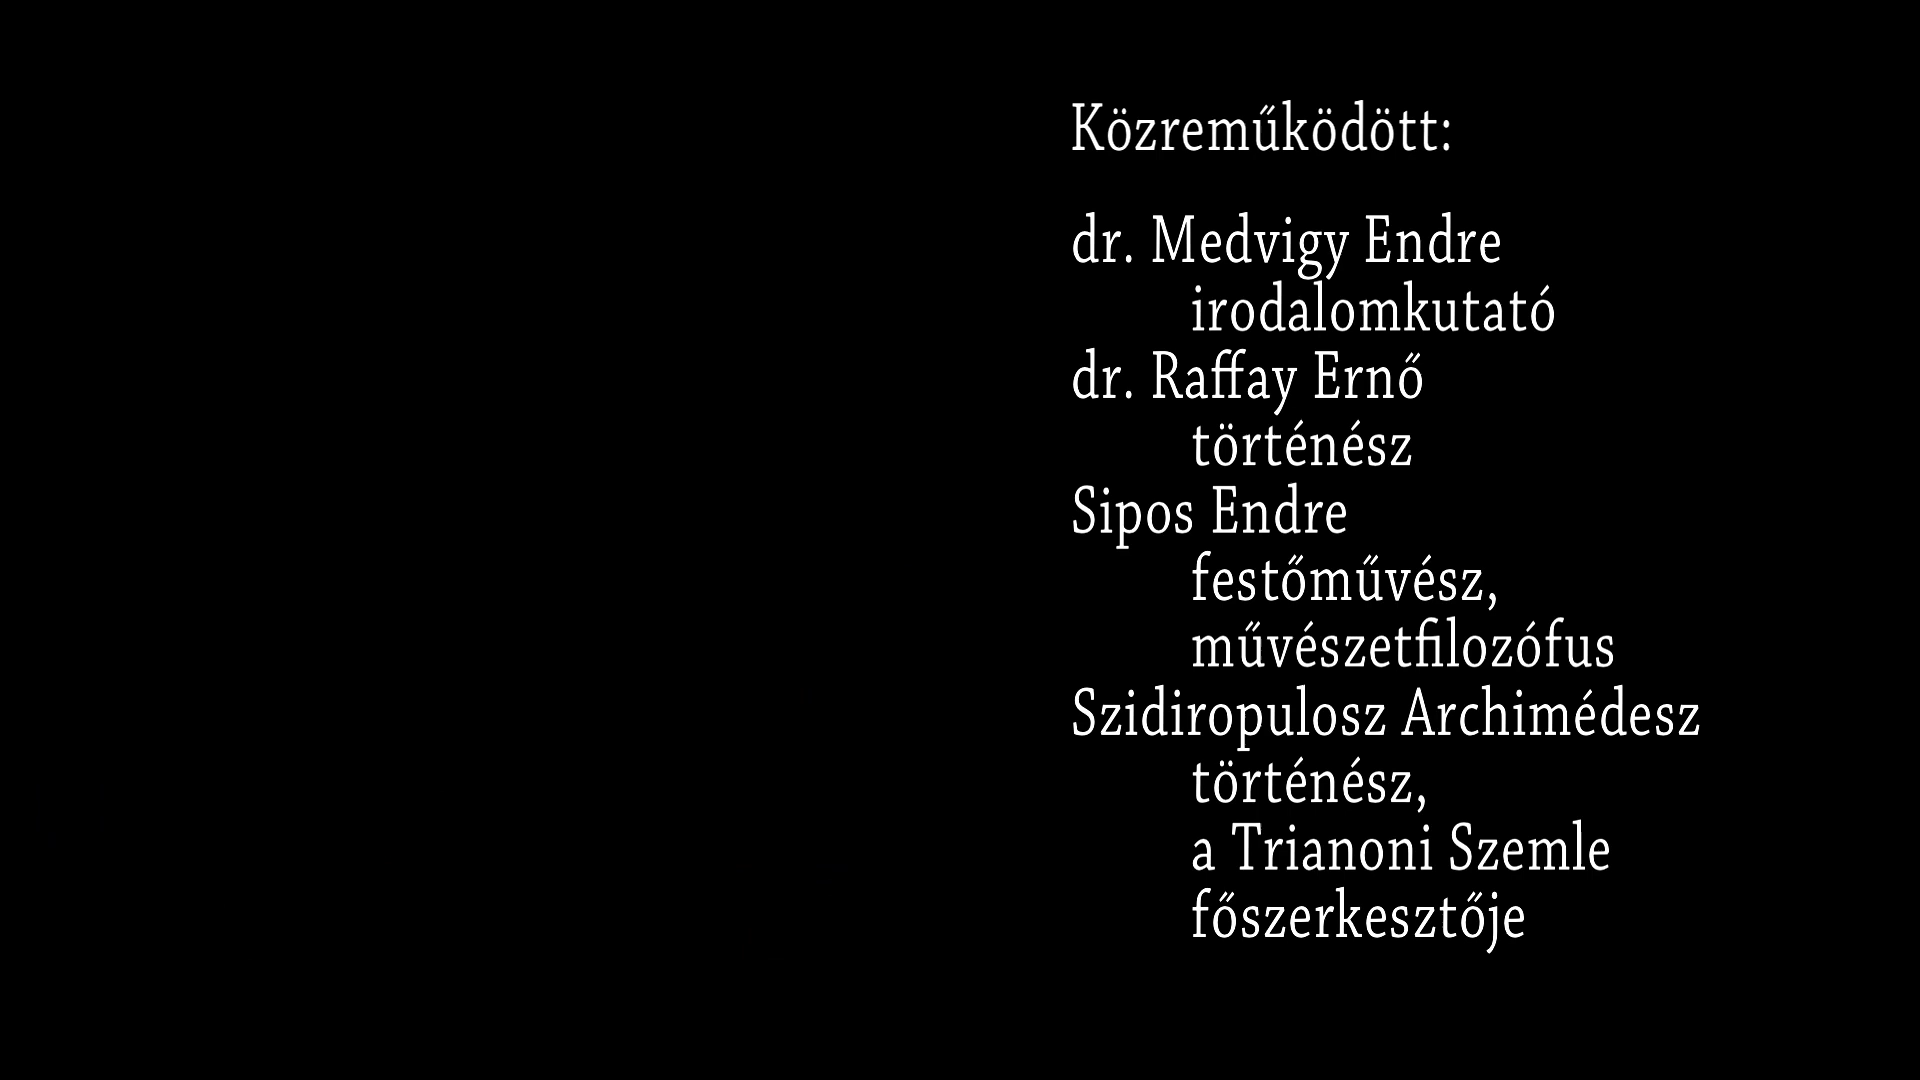 Közreműködött:
dr. Medvigy Endre
irodalomkutató
dr. Raffay Ernő
történész
Sipos Endre
festőművész,
művészetfilozófus
Szidiropulosz Archimédesz
történész,
a Trianoni Szemle
főszerkesztője